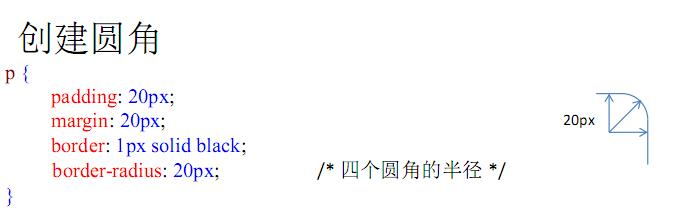 创建圆角
p {
padding: 20px;
margin: 20px;
border: 1px solid black;
border-radius: 20px; /* 四个圆角的半径 */
}
20px